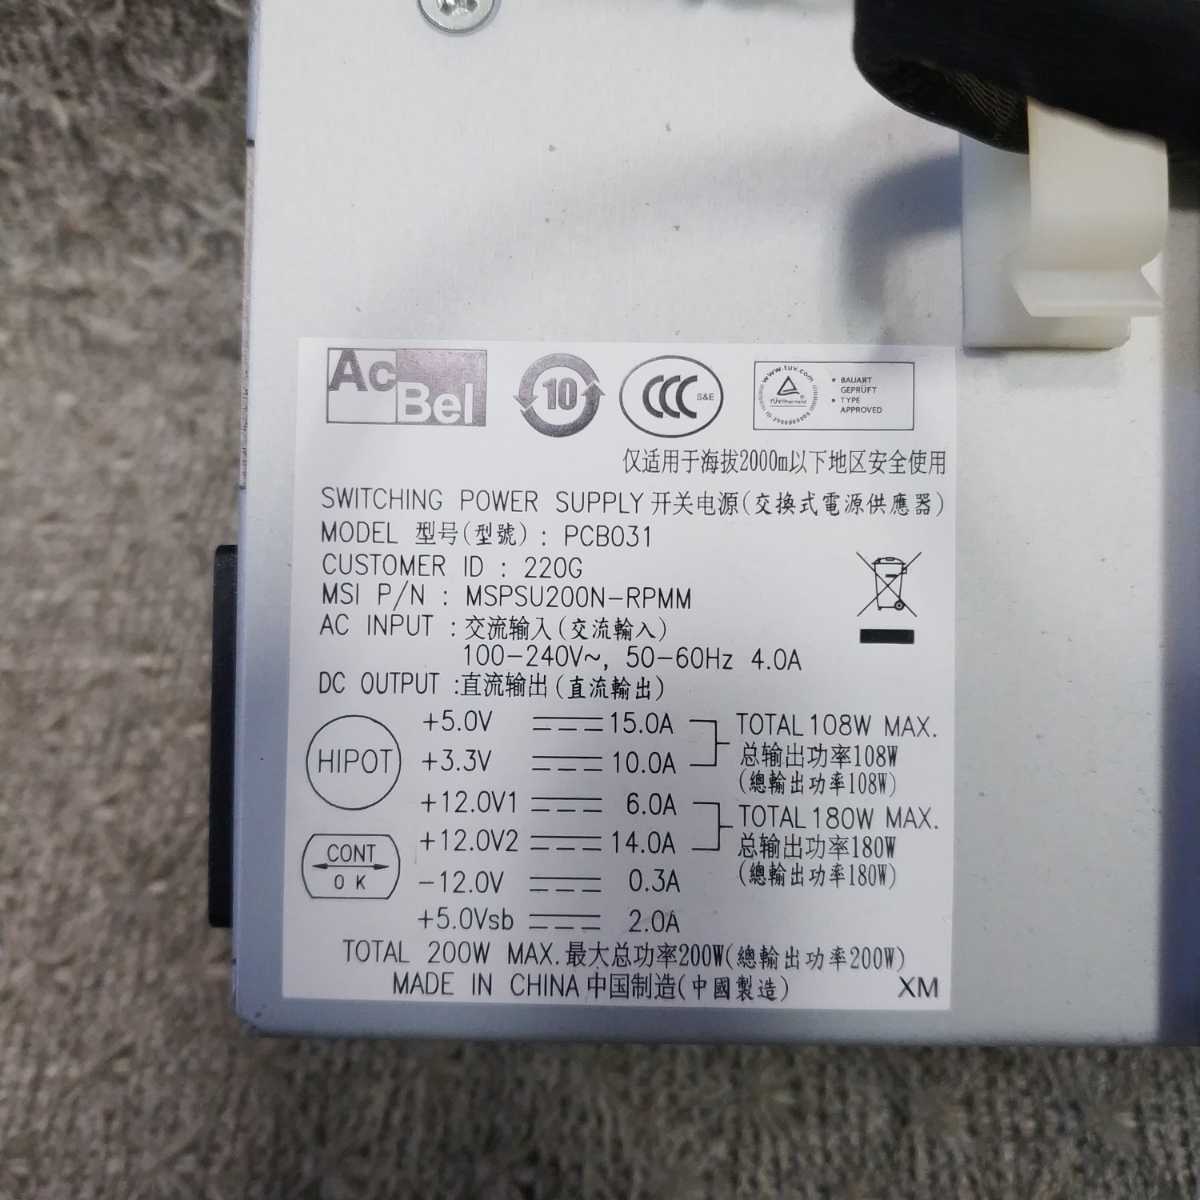 AcBel
10
CCC S&E
www.tuv.com
TÜVRheinland
• BAUART
GEPRÜFT
• TYPE
APPROVED
仅适用于海拔2000m以下地区安全使用
SWITCHING POWER SUPPLY 开关电源(交換式電源供應器)
MODEL 型号(型號) : PCB031
CUSTOMER ID : 220G
MSI P/N : MSPSU200N-RPMM
AC INPUT : 交流输入(交流輸入)
100-240V~, 50-60Hz 4.0A
DC OUTPUT :直流输出(直流輸出)
HIPOT
CONT
OK
+5.0V 15.0A
+3.3V 10.0A
TOTAL 108W MAX.
总输出功率108W
(總輸出功率108W)
+12.0V1 6.0A
+12.0V2 14.0A
TOTAL 180W MAX.
总输出功率180W
(總輸出功率180W)
-12.0V 0.3A
+5.0Vsb 2.0A
TOTAL 200W MAX.最大总功率200W(總輸出功率200W)
MADE IN CHINA 中国制造(中國製造)
XM